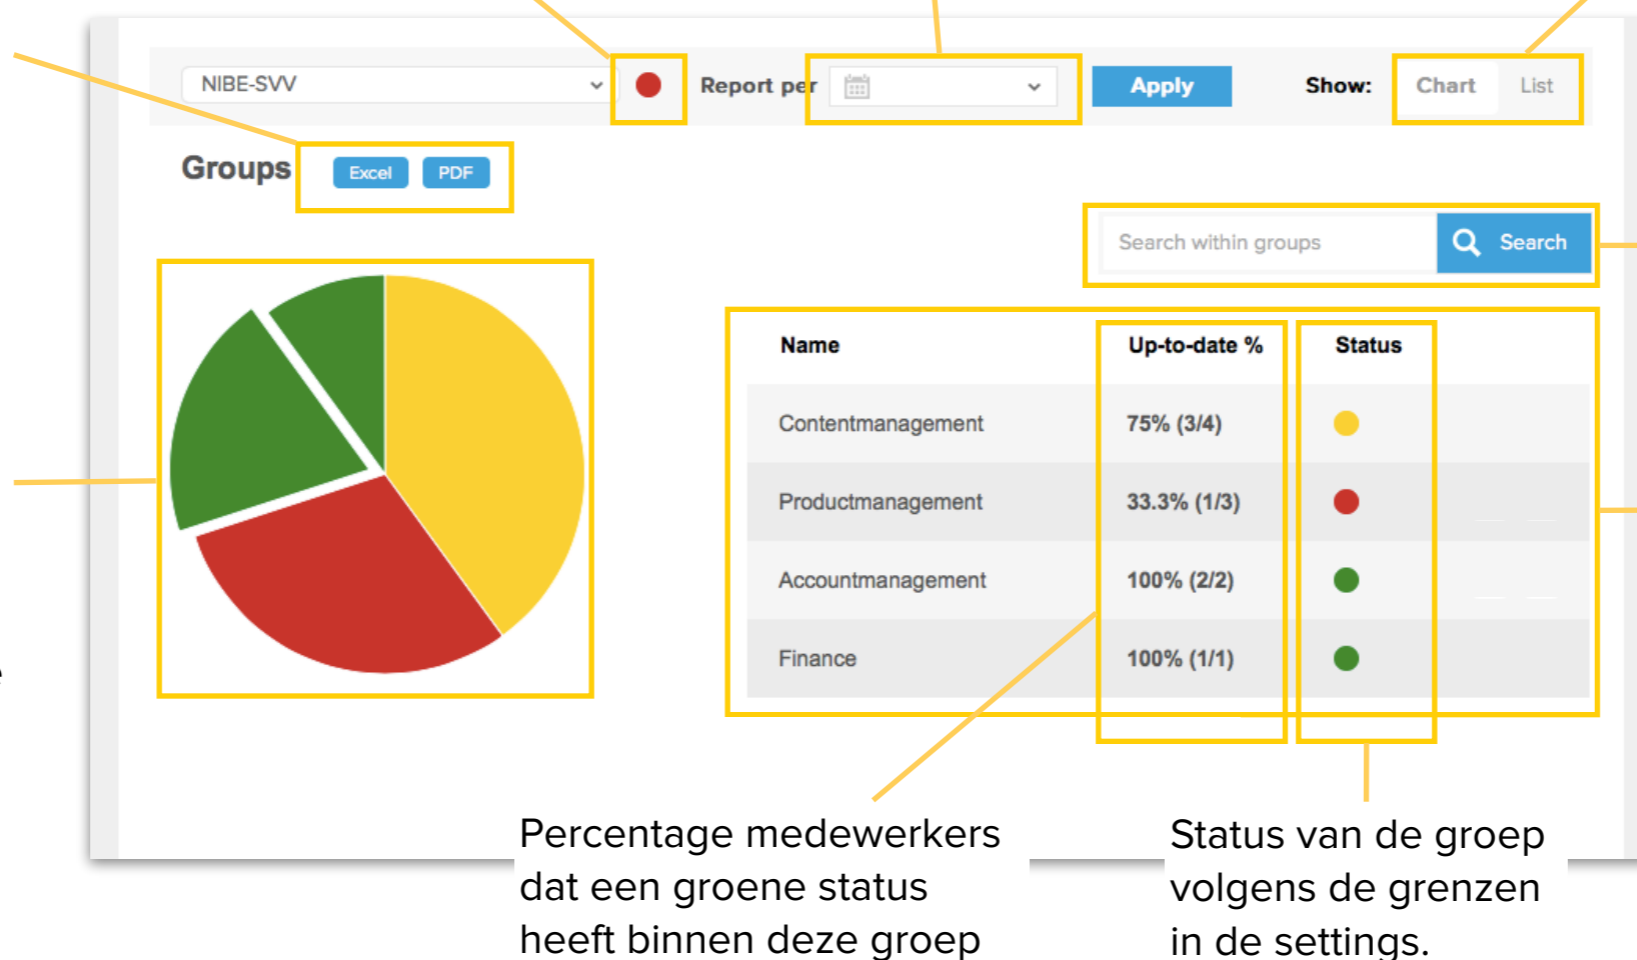 NIBE-SVV
Report per
Apply
Show:
Chart
List
Groups
Excel
PDF
Search within groups
Search
Name
Up-to-date %
Status
Contentmanagement
75% (3/4)
Productmanagement
33.3% (1/3)
Accountmanagement
100% (2/2)
Finance
100% (1/1)
Percentage medewerkers
dat een groene status
heeft binnen deze groep
Status van de groep
volgens de grenzen
in de settings.